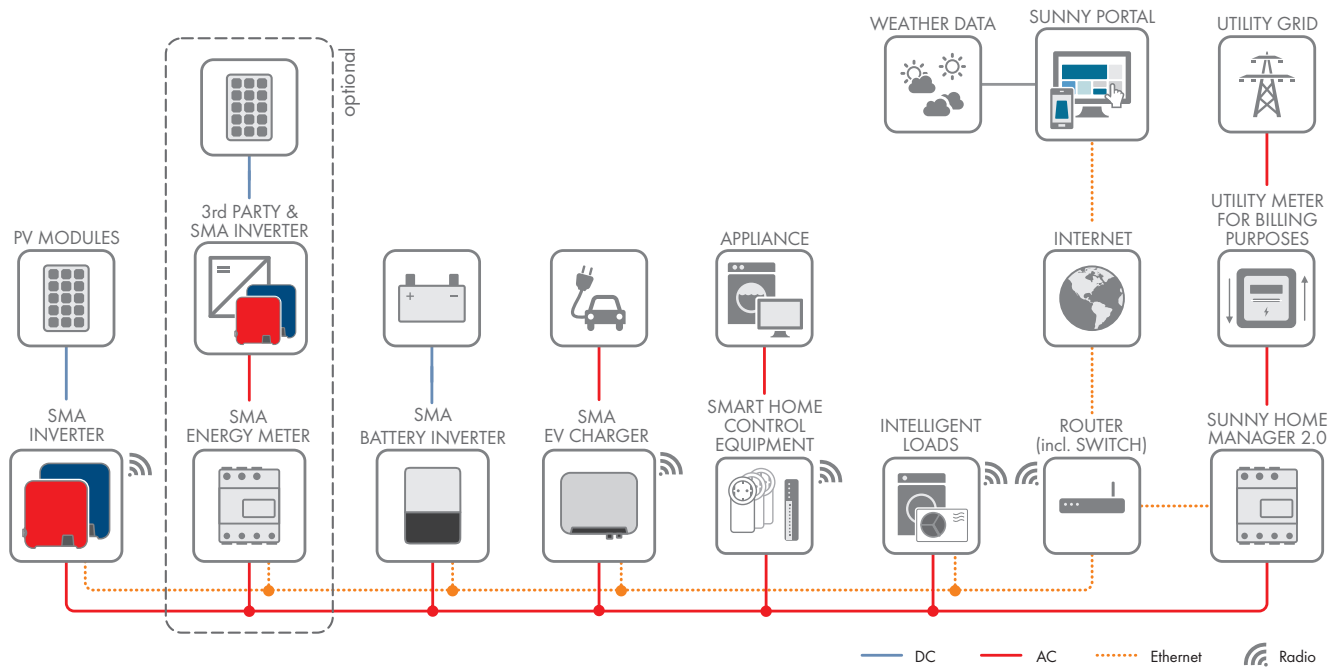 WEATHER DATA
SUNNY PORTAL
UTILITY GRID
optional
3rd PARTY &
SMA INVERTER
UTILITY METER
FOR BILLING
PURPOSES
PV MODULES
APPLIANCE
INTERNET
+ −
SMA
INVERTER
SMA
ENERGY METER
SMA
BATTERY INVERTER
SMA
EV CHARGER
SMART HOME
CONTROL
EQUIPMENT
INTELLIGENT
LOADS
ROUTER
(incl. SWITCH)
SUNNY HOME
MANAGER 2.0
DC
AC
Ethernet
Radio